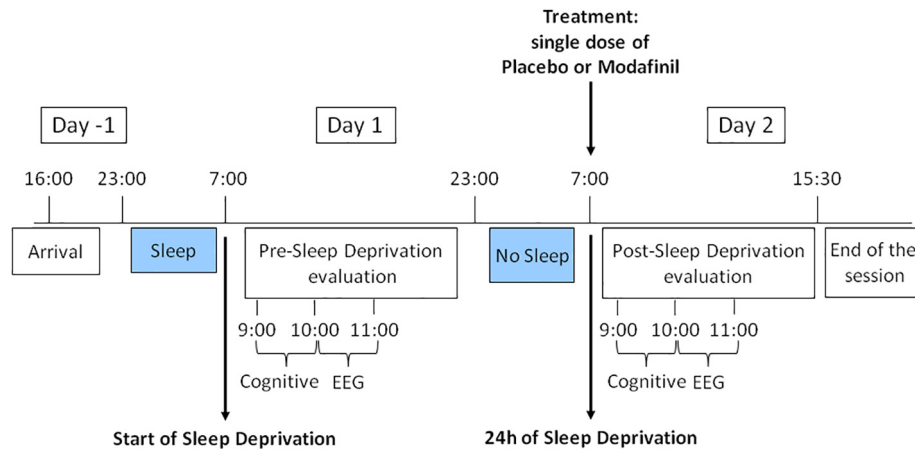 Treatment:
single dose of
Placebo or Modafinil
Day -1
Day 1
Day 2
16:00 23:00 7:00 23:00 7:00 15:30
Arrival
Sleep
Pre-Sleep Deprivation
evaluation
No Sleep
Post-Sleep Deprivation
evaluation
End of the
session
9:00 10:00 11:00
9:00 10:00 11:00
Cognitive EEG
Cognitive EEG
Start of Sleep Deprivation
24h of Sleep Deprivation